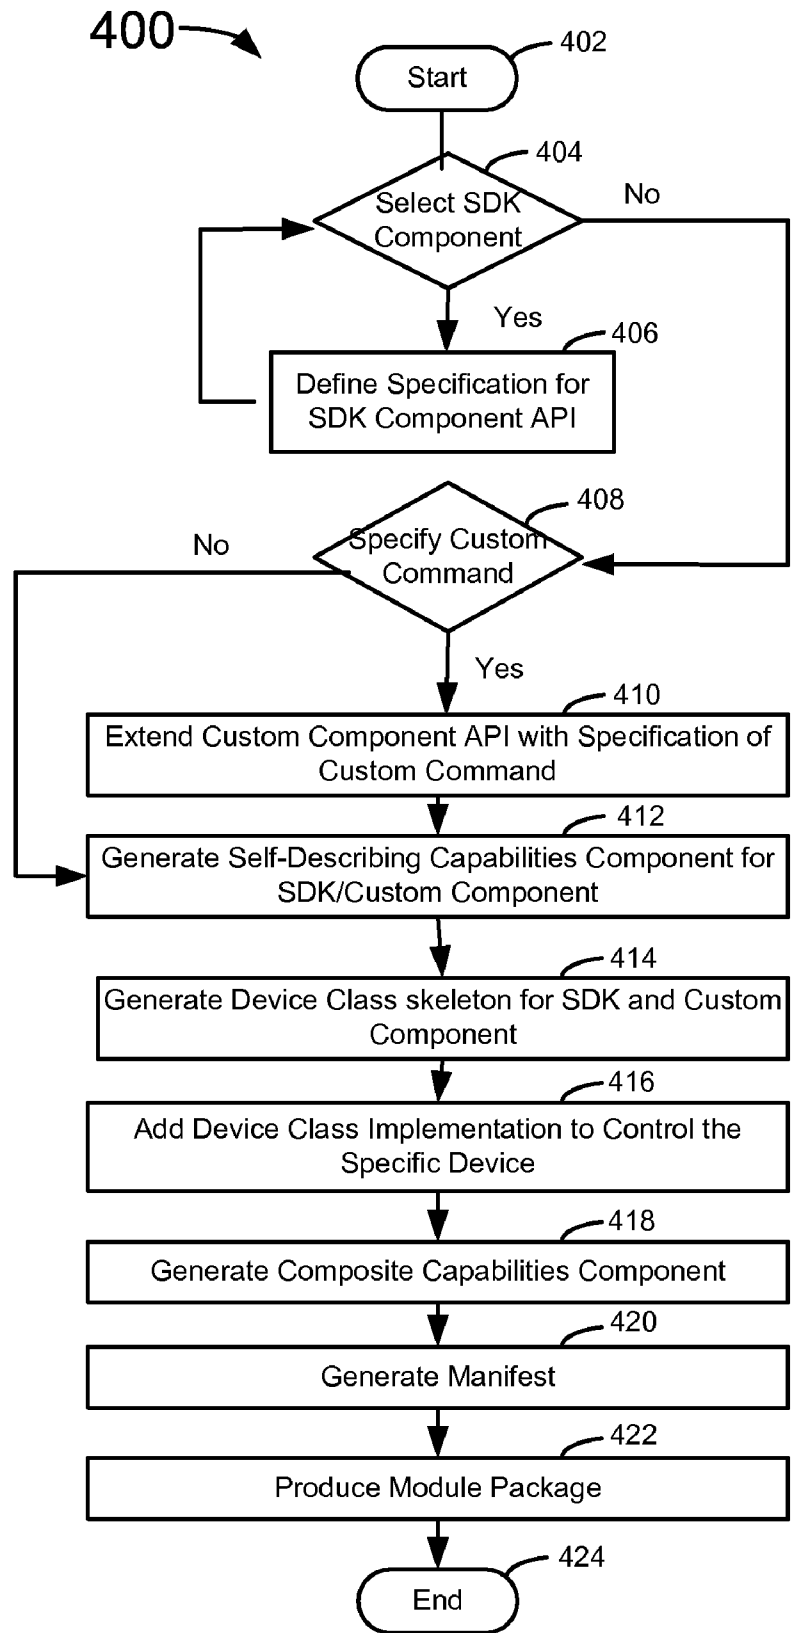 400
402
Start
404
Select SDK
Component
No
Yes
406
Define Specification for
SDK Component API
408
Specify Custom
Command
No
Yes
410
Extend Custom Component API with Specification of
Custom Command
412
Generate Self-Describing Capabilities Component for
SDK/Custom Component
414
Generate Device Class skeleton for SDK and Custom
Component
416
Add Device Class Implementation to Control the
Specific Device
418
Generate Composite Capabilities Component
420
Generate Manifest
422
Produce Module Package
424
End